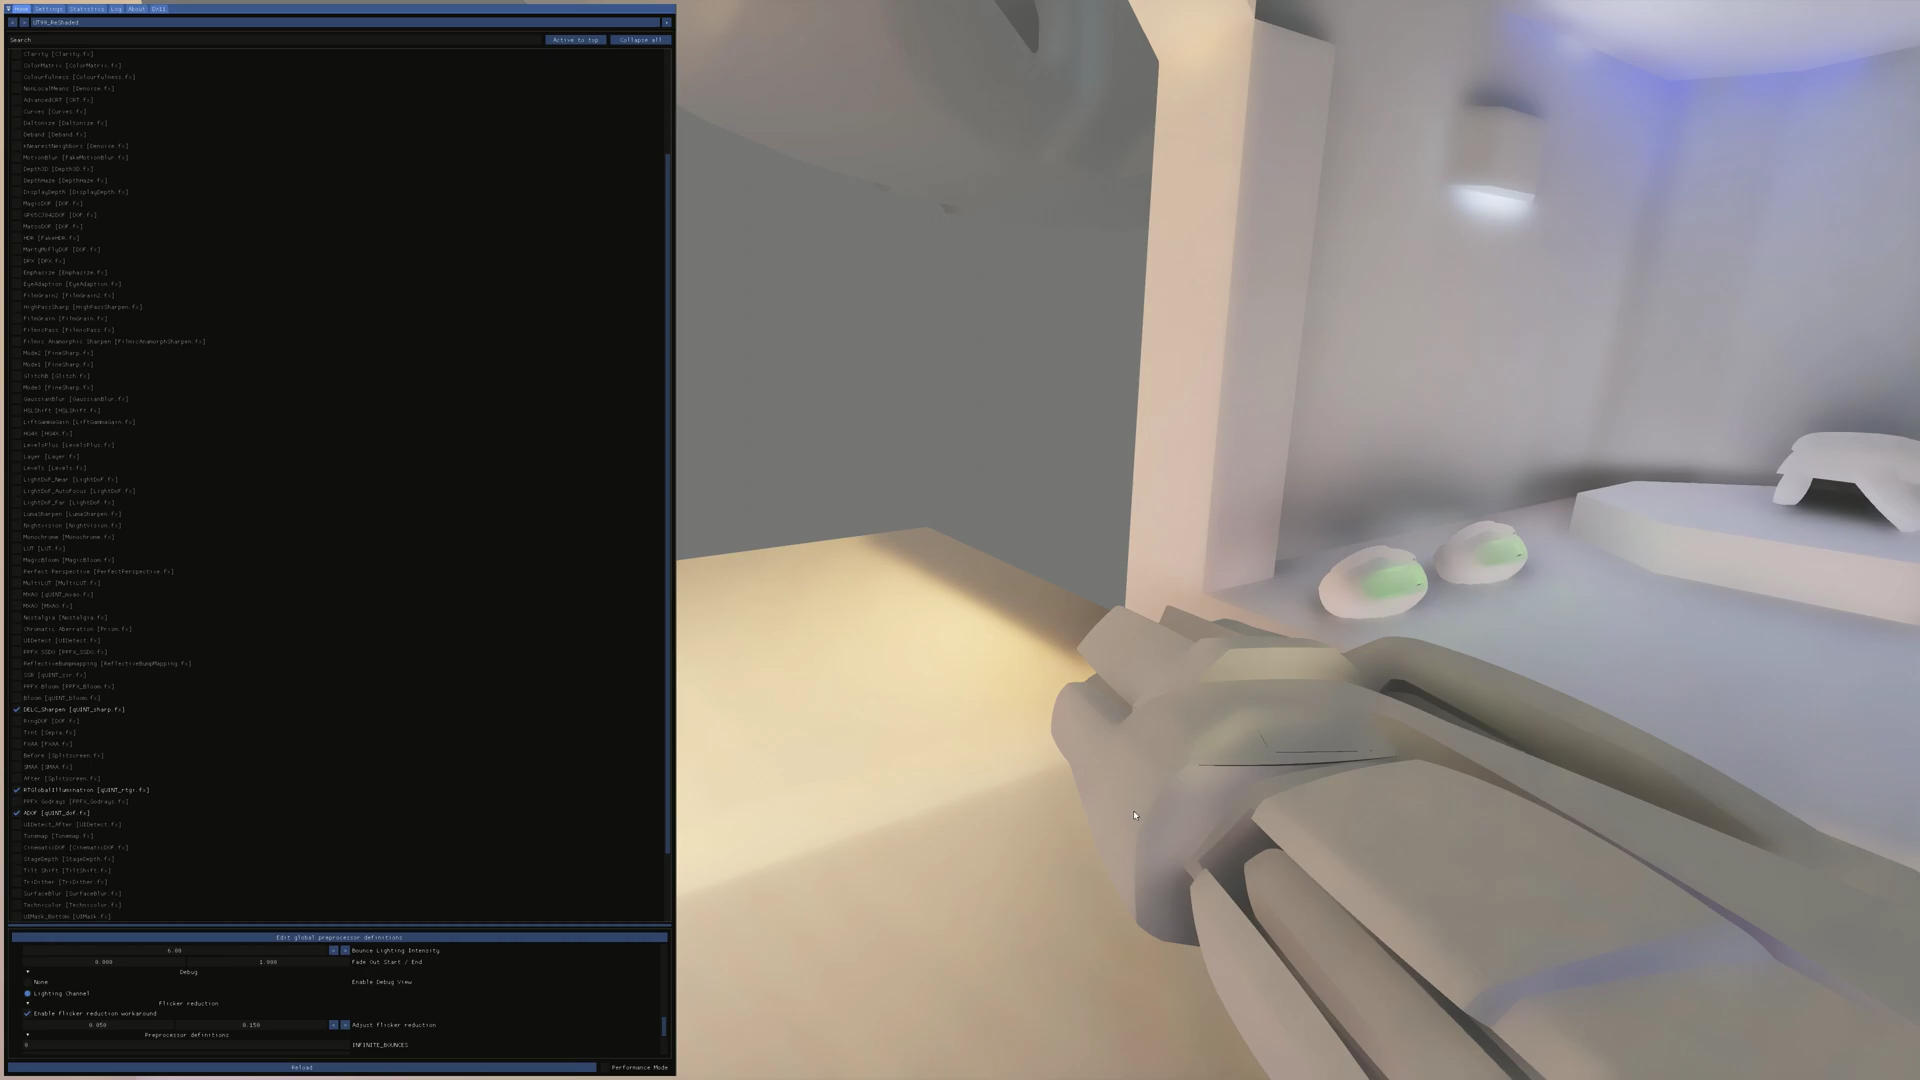 Home Settings Statistics Log About DX11
UT99_ReShaded
Search
Active to top Collapse all
Clarity [Clarity.fx]
ColorMatrix [ColorMatrix.fx]
Colourfulness [Colourfulness.fx]
NonLocalMeans [Denoise.fx]
AdvancedCRT [CRT.fx]
Curves [Curves.fx]
Daltonize [Daltonize.fx]
Deband [Deband.fx]
KNearestNeighbors [Denoise.fx]
MotionBlur [FakeMotionBlur.fx]
Depth3D [Depth3D.fx]
DepthHaze [DepthHaze.fx]
DisplayDepth [DisplayDepth.fx]
MagicDOF [DOF.fx]
GP65CJ042DOF [DOF.fx]
MatsoDOF [DOF.fx]
HDR [FakeHDR.fx]
MartyMcFlyDOF [DOF.fx]
DPX [DPX.fx]
Emphasize [Emphasize.fx]
EyeAdaption [EyeAdaption.fx]
FilmGrain2 [FilmGrain2.fx]
HighPassSharp [HighPassSharpen.fx]
FilmGrain [FilmGrain.fx]
FilmicPass [FilmicPass.fx]
Filmic Anamorphic Sharpen [FilmicAnamorphSharpen.fx]
Mode2 [FineSharp.fx]
Mode1 [FineSharp.fx]
GlitchB [Glitch.fx]
Mode3 [FineSharp.fx]
GaussianBlur [GaussianBlur.fx]
HSLShift [HSLShift.fx]
LiftGammaGain [LiftGammaGain.fx]
HQ4X [HQ4X.fx]
LevelsPlus [LevelsPlus.fx]
Layer [Layer.fx]
Levels [Levels.fx]
LightDoF_Near [LightDoF.fx]
LightDoF_AutoFocus [LightDoF.fx]
LightDoF_Far [LightDoF.fx]
LumaSharpen [LumaSharpen.fx]
Nightvision [NightVision.fx]
Monochrome [Monochrome.fx]
LUT [LUT.fx]
MagicBloom [MagicBloom.fx]
Perfect Perspective [PerfectPerspective.fx]
MultiLUT [MultiLUT.fx]
MXAO [qUINT_mxao.fx]
MXAO [MXAO.fx]
Nostalgia [Nostalgia.fx]
Chromatic Aberration [Prism.fx]
UIDetect [UIDetect.fx]
PPFX SSDO [PPFX_SSDO.fx]
ReflectiveBumpmapping [ReflectiveBumpMapping.fx]
SSR [qUINT_ssr.fx]
PPFX Bloom [PPFX_Bloom.fx]
Bloom [qUINT_bloom.fx]
DELC_Sharpen [qUINT_sharp.fx]
RingDOF [DOF.fx]
Tint [Sepia.fx]
FXAA [FXAA.fx]
Before [Splitscreen.fx]
SMAA [SMAA.fx]
After [Splitscreen.fx]
RTGlobalIllumination [qUINT_rtgi.fx]
PPFX Godrays [PPFX_Godrays.fx]
ADOF [qUINT_dof.fx]
UIDetect_After [UIDetect.fx]
Tonemap [Tonemap.fx]
CinematicDOF [CinematicDOF.fx]
StageDepth [StageDepth.fx]
Tilt Shift [TiltShift.fx]
TriDither [TriDither.fx]
SurfaceBlur [SurfaceBlur.fx]
Technicolor [Technicolor.fx]
UIMask_Bottom [UIMask.fx]
Edit global preprocessor definitions
6.00 < > Bounce Lighting Intensity
0.000 1.000 Fade Out Start / End
Debug
None Enable Debug View
Lighting Channel
Flicker reduction
Enable flicker reduction workaround
0.050 0.150 < > Adjust flicker reduction
Preprocessor definitions
0 INFINITE_BOUNCES
Reload Performance Mode